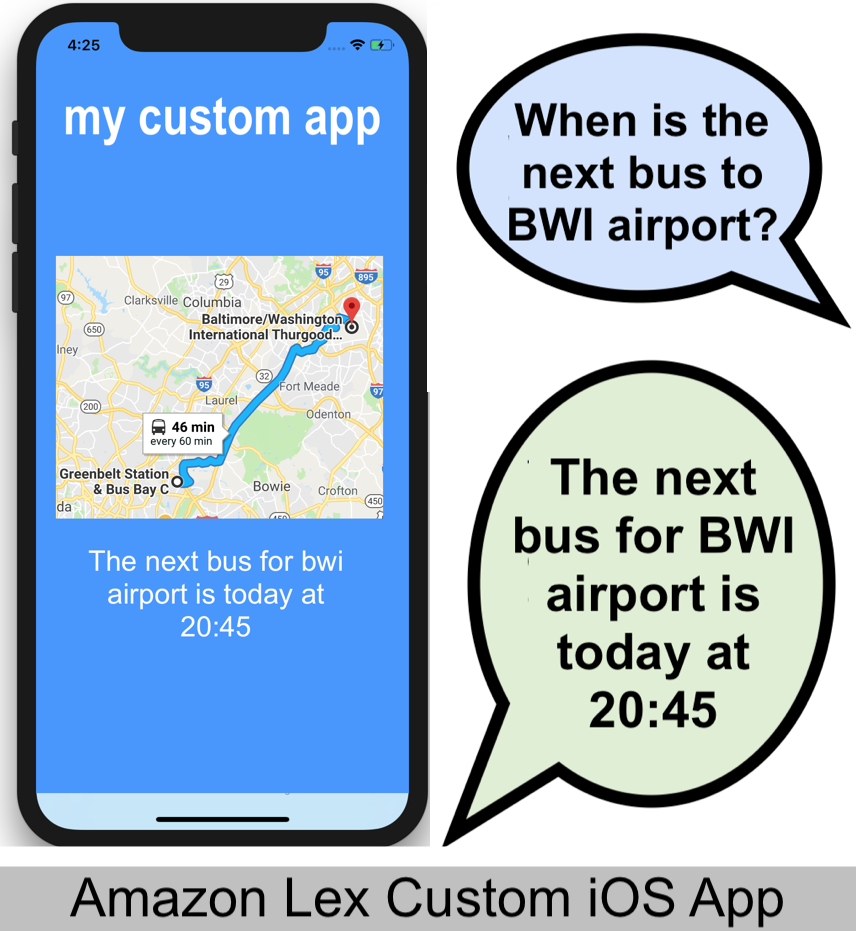 4:25
my custom app
29
95
895
97
Clarksville
Columbia
Baltimore/Washington
International Thurgood...
650
lney
95
32
Fort Meade
97
Laurel
200
Odenton
46 min
every 60 min
Greenbelt Station
& Bus Bay C
Bowie
Crofton
450
da
450
The next bus for bwi
airport is today at
20:45
When is the
next bus to
BWI airport?
The next
bus for BWI
airport is
today at
20:45
Amazon Lex Custom iOS App